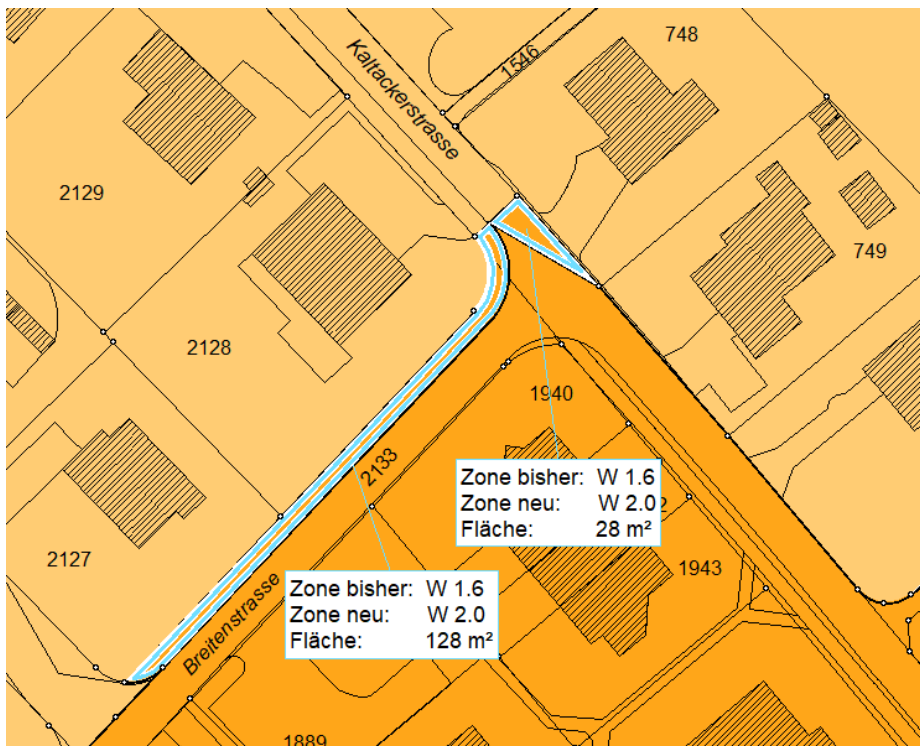 748
1546
Kaltackerstrasse
2129
749
2128
1940
2133
Zone bisher: W 1.6
Zone neu: W 2.0
Fläche: 28 m²
2
1943
2127
Zone bisher: W 1.6
Zone neu: W 2.0
Fläche: 128 m²
Breitenstrasse
1889